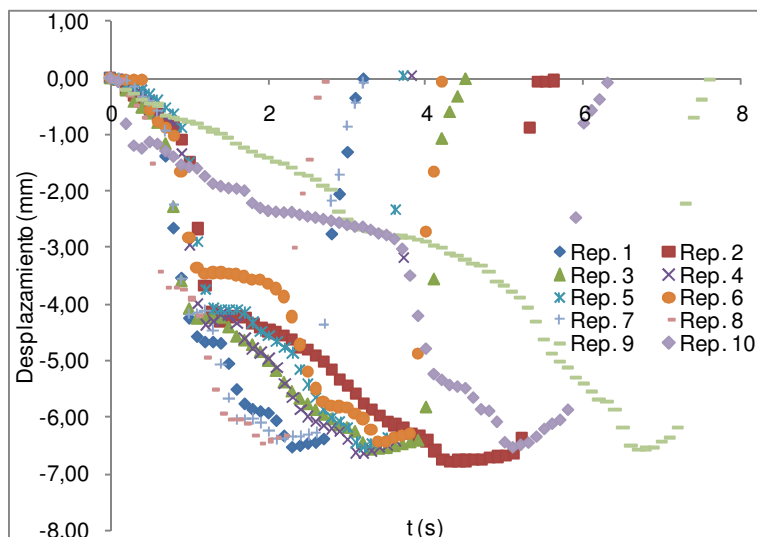 1,00
0,00
0 2 4 6 8
-1,00
-2,00
-3,00
-4,00
-5,00
-6,00
-7,00
-8,00
Desplazamiento (mm)
t (s)
Rep. 1 Rep. 2
Rep. 3 Rep. 4
Rep. 5 Rep. 6
Rep. 7 Rep. 8
Rep. 9 Rep. 10